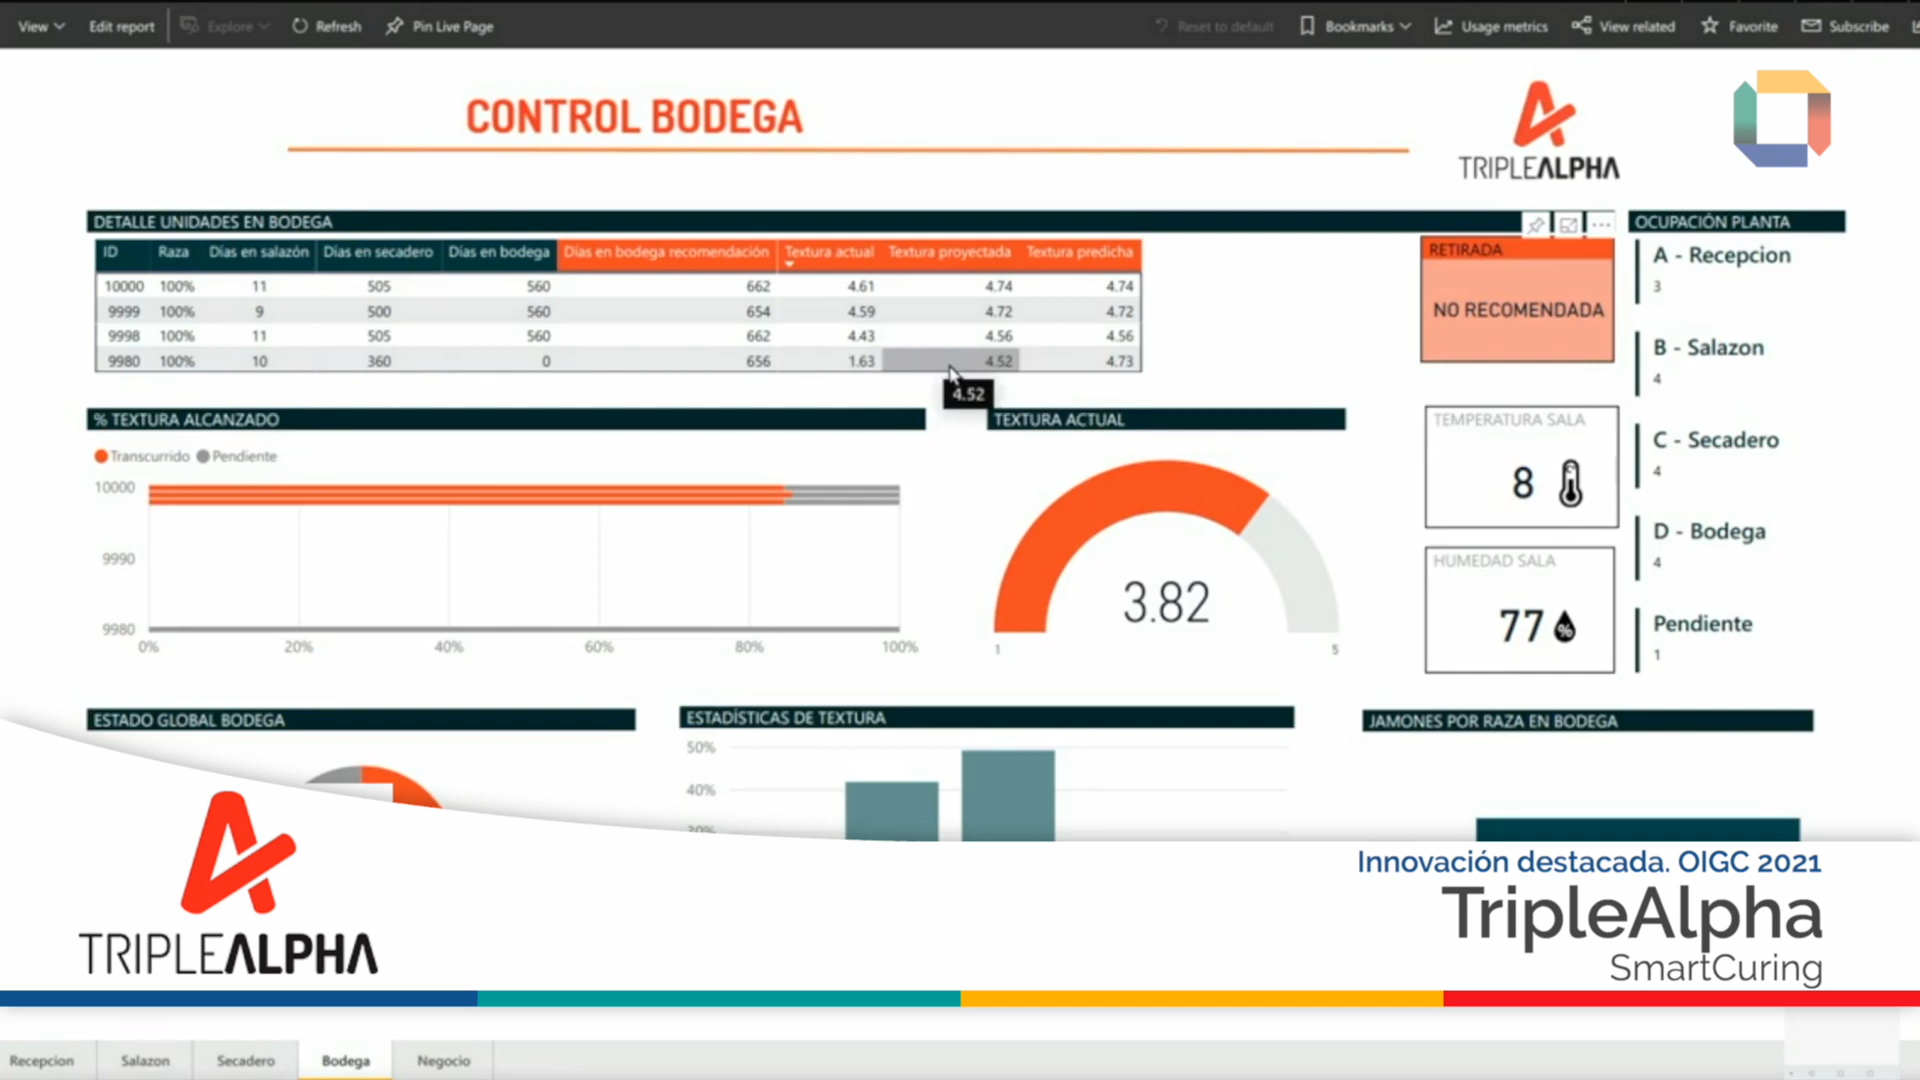 View Edit report Explore Refresh Pin Live Page Reset to default Bookmarks Usage metrics View related Favorite Subscribe
CONTROL BODEGA
TRIPLEALPHA
DETALLE UNIDADES EN BODEGA
ID Raza Días en salazón Días en secadero Días en bodega Días en bodega recomendación Textura actual Textura proyectada Textura predicha
10000 100% 11 505 560 662 4.61 4.74 4.74
9999 100% 9 500 560 654 4.59 4.72 4.72
9998 100% 11 505 560 662 4.43 4.56 4.56
9980 100% 10 360 0 656 1.63 4.52 4.73
4.52
RETIRADA
NO RECOMENDADA
OCUPACIÓN PLANTA
A - Recepcion
3
B - Salazon
4
C - Secadero
4
D - Bodega
4
Pendiente
1
% TEXTURA ALCANZADO
Transcurrido Pendiente
10000
9990
9980
0% 20% 40% 60% 80% 100%
TEXTURA ACTUAL
3.82
1 5
TEMPERATURA SALA
8
HUMEDAD SALA
77 %
ESTADO GLOBAL BODEGA
ESTADÍSTICAS DE TEXTURA
50%
40%
JAMONES POR RAZA EN BODEGA
TRIPLEALPHA
Innovación destacada. OIGC 2021
TripleAlpha
SmartCuring
Recepcion Salazon Secadero Bodega Negocio